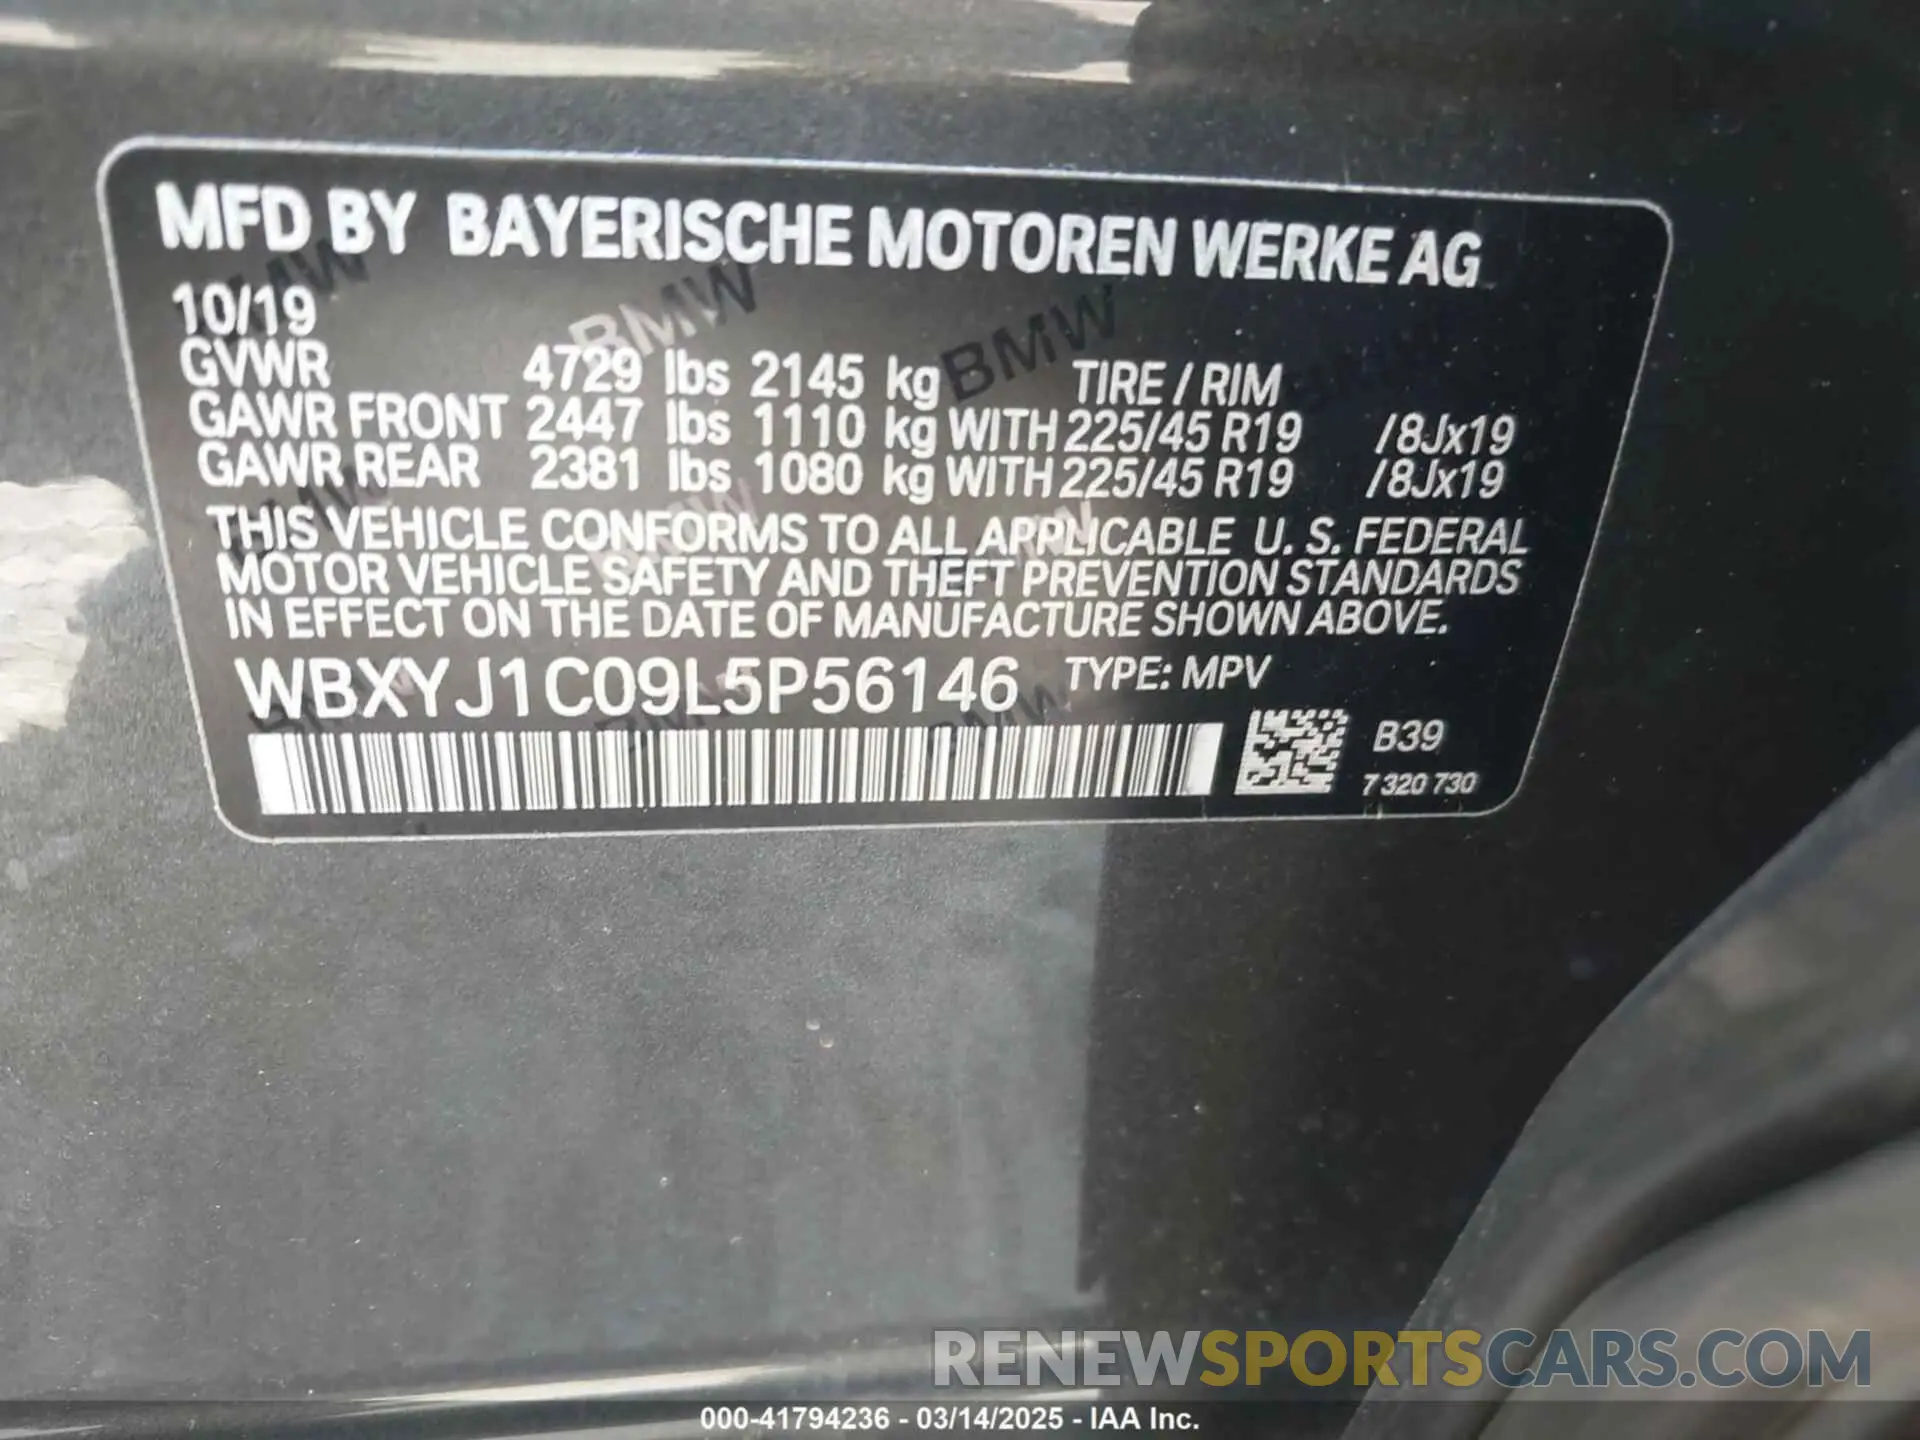 MFD BY BAYERISCHE MOTOREN WERKE AG
10/19
GVWR 4729 lbs 2145 kg TIRE / RIM
GAWR FRONT 2447 lbs 1110 kg WITH 225/45 R19 /8Jx19
GAWR REAR 2381 lbs 1080 kg WITH 225/45 R19 /8Jx19
THIS VEHICLE CONFORMS TO ALL APPLICABLE U. S. FEDERAL
MOTOR VEHICLE SAFETY AND THEFT PREVENTION STANDARDS
IN EFFECT ON THE DATE OF MANUFACTURE SHOWN ABOVE.
WBXYJ1C09L5P56146 TYPE: MPV
B39
7 320 730
RENEWSPORTSCARS.COM
000-41794236 - 03/14/2025 - IAA Inc.